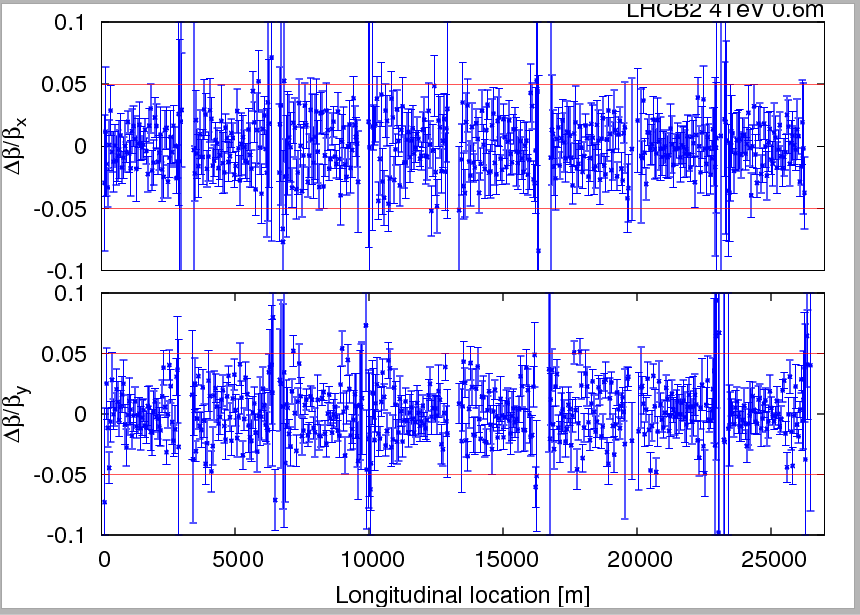 LHCB2 4TeV 0.6m
0.1
0.05
0
-0.05
-0.1
Δβ/βx
0.1
0.05
0
-0.05
-0.1
Δβ/βy
0 5000 10000 15000 20000 25000
Longitudinal location [m]